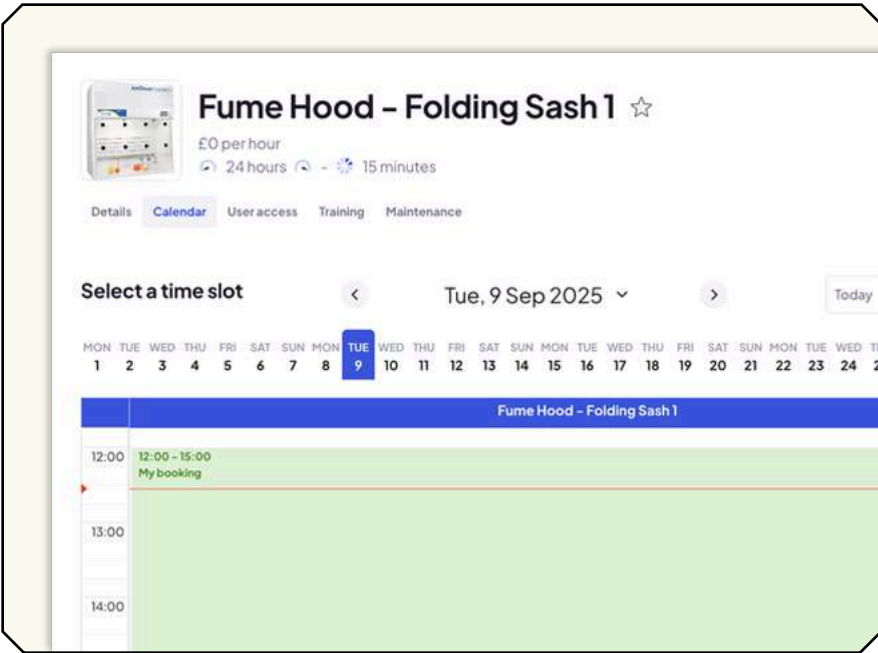 Fume Hood – Folding Sash 1
£0 per hour
24 hours - 15 minutes
Details Calendar User access Training Maintenance
Select a time slot
Tue, 9 Sep 2025
Today
MON TUE WED THU FRI SAT SUN MON TUE WED THU FRI SAT SUN MON TUE WED THU FRI SAT SUN MON TUE WED
1 2 3 4 5 6 7 8 9 10 11 12 13 14 15 16 17 18 19 20 21 22 23 24
Fume Hood – Folding Sash 1
12:00 12:00 – 15:00
My booking
13:00
14:00